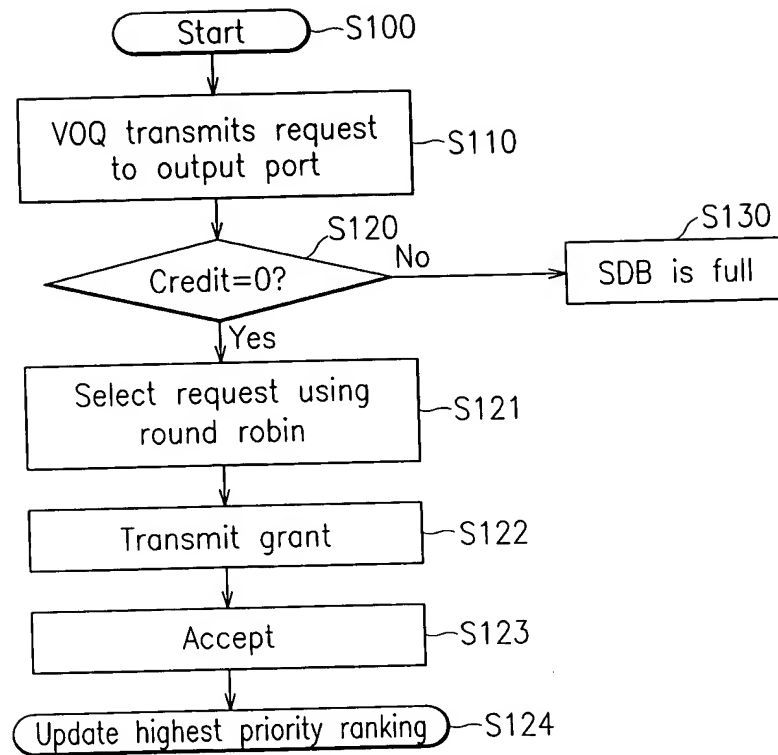 Start
S100
VOQ transmits request
to output port
S110
S120
Credit=0?
No
S130
SDB is full
Yes
Select request using
round robin
S121
Transmit grant
S122
Accept
S123
Update highest priority ranking
S124